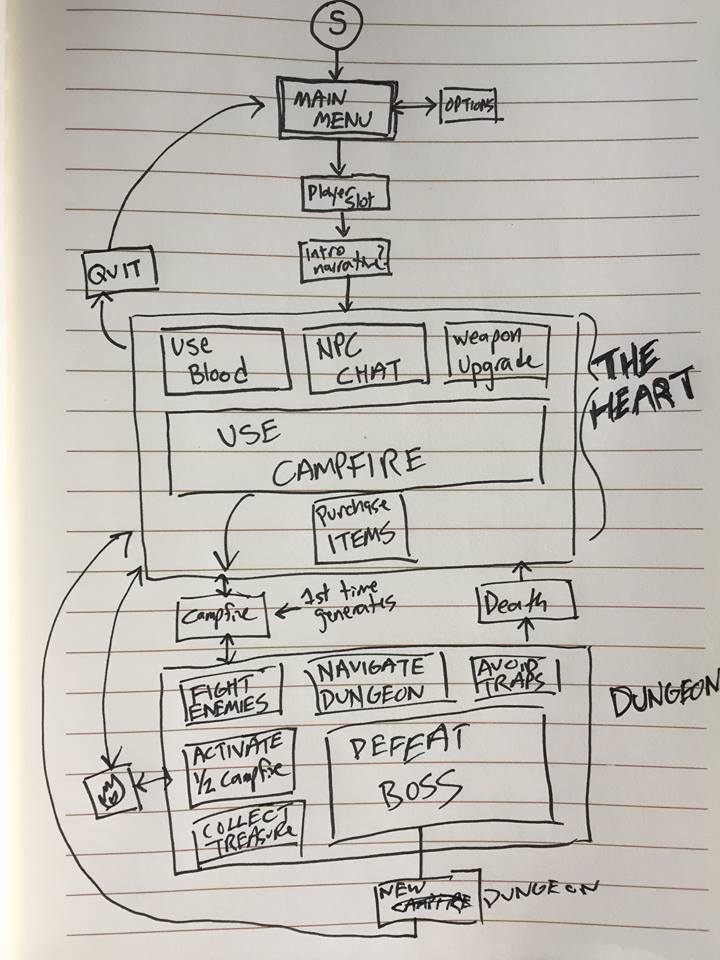 S
MAIN
MENU
OPTIONS
Player
Slot
Intro
narrative?
QUIT
Use
Blood
NPC
CHAT
Weapon
Upgrade
THE
HEART
USE
CAMPFIRE
Purchase
ITEMS
Campfire
1st time
generates
Death
FIGHT
ENEMIES
NAVIGATE
DUNGEON
AVOID
TRAPS
DUNGEON
ACTIVATE
1/2 Campfire
DEFEAT
BOSS
COLLECT
TREASURE
NEW
DUNGEON